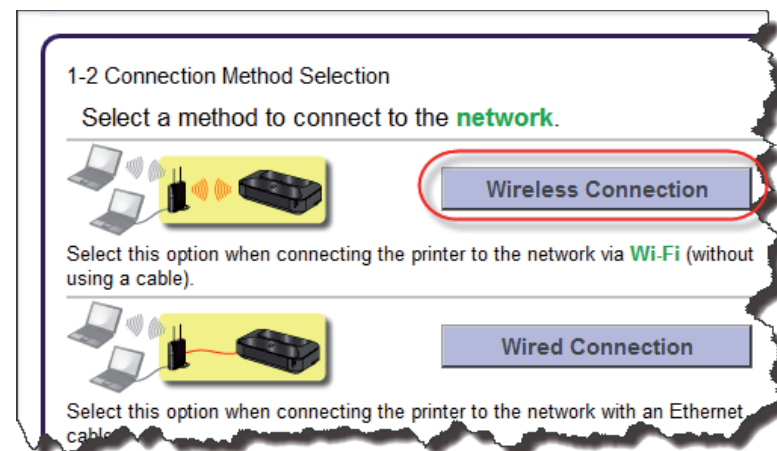 1-2 Connection Method Selection
Select a method to connect to the network.
Wireless Connection
Select this option when connecting the printer to the network via Wi-Fi (without
using a cable).
Wired Connection
Select this option when connecting the printer to the network with an Ethernet
cable